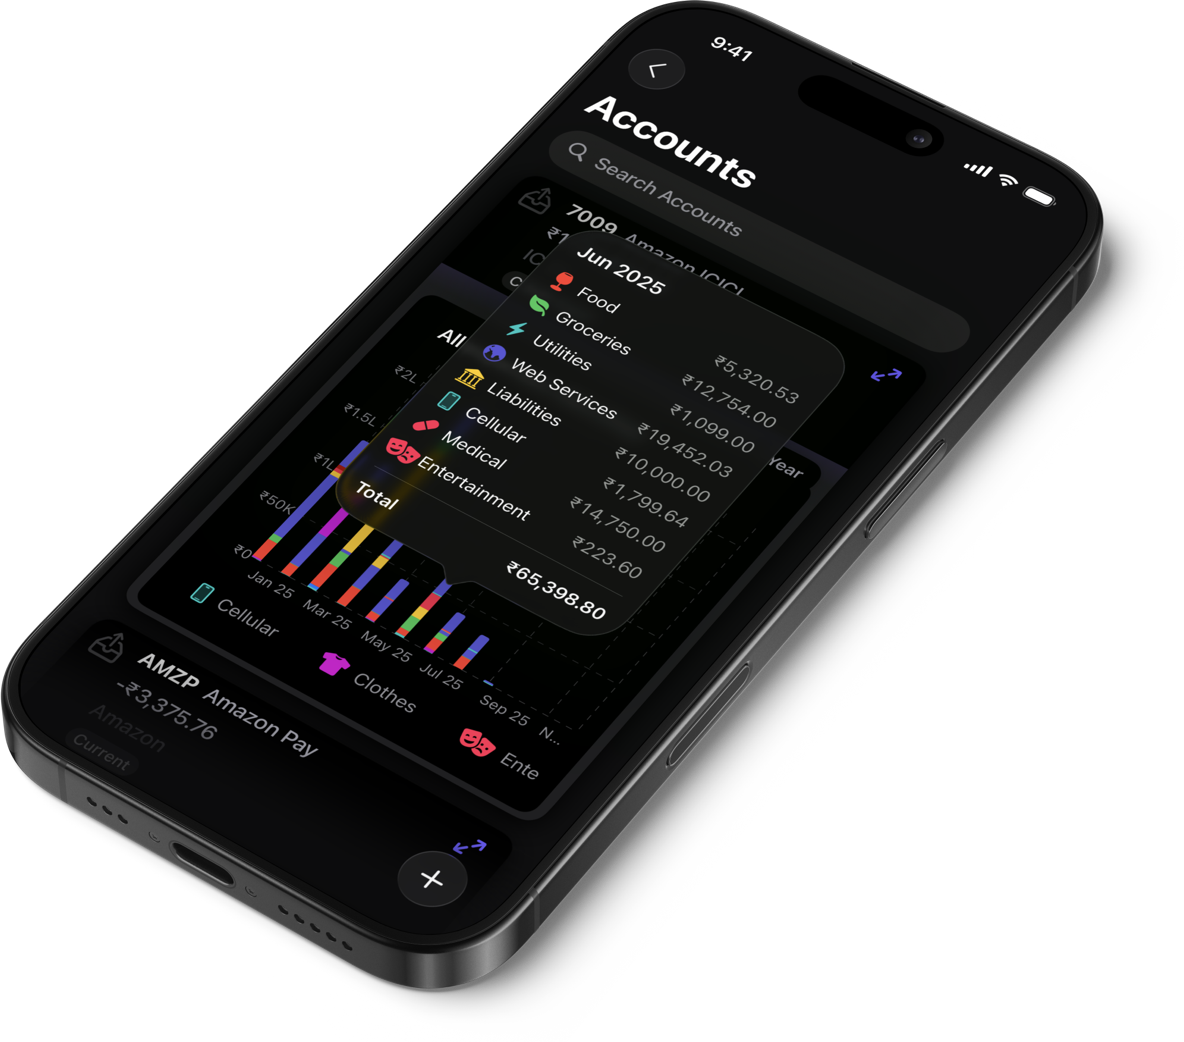 9:41
Accounts
Search Accounts
7009 Amazon ICICI
₹1
IC
C
All
Year
Jun 2025
Food ₹5,320.53
Groceries ₹12,754.00
Utilities ₹1,099.00
Web Services ₹19,452.03
Liabilities ₹10,000.00
Cellular ₹1,799.64
Medical ₹14,750.00
Entertainment ₹223.60
Total ₹65,398.80
₹2L
₹1.5L
₹1L
₹50K
₹0
Jan 25 Mar 25 May 25 Jul 25 Sep 25 N...
Cellular Clothes Ente
AMZP Amazon Pay
-₹3,375.76
Amazon
Current